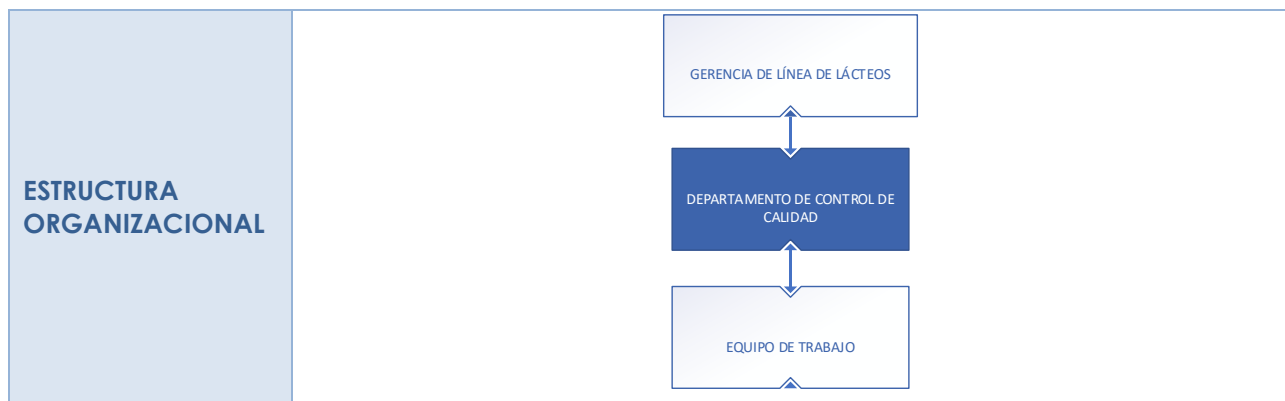 GERENCIA DE LÍNEA DE LÁCTEOS
ESTRUCTURA
ORGANIZACIONAL
DEPARTAMENTO DE CONTROL DE
CALIDAD
EQUIPO DE TRABAJO